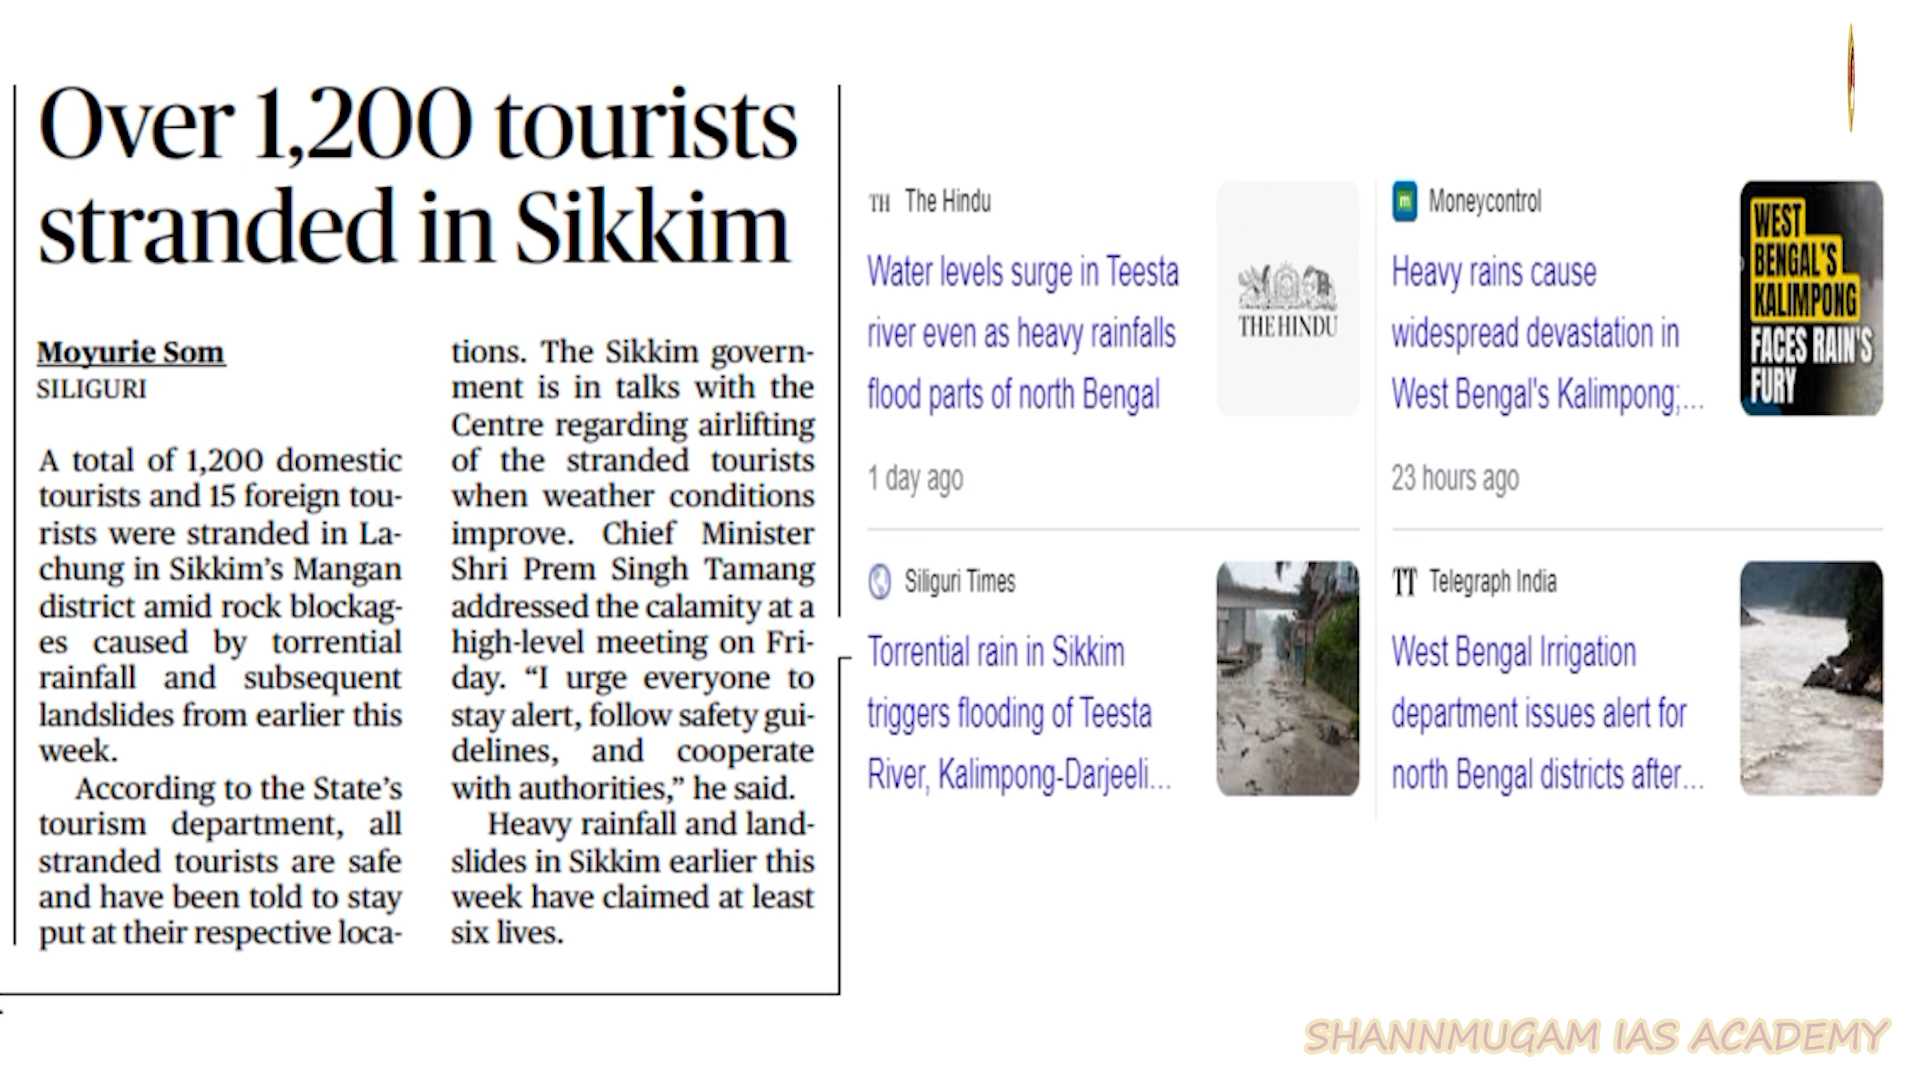 Over 1,200 tourists
stranded in Sikkim
Moyurie Som
SILIGURI
A total of 1,200 domestic
tourists and 15 foreign tou-
rists were stranded in La-
chung in Sikkim's Mangan
district amid rock blockag-
es caused by torrential
rainfall and subsequent
landslides from earlier this
week.
According to the State's
tourism department, all
stranded tourists are safe
and have been told to stay
put at their respective loca-
tions. The Sikkim govern-
ment is in talks with the
Centre regarding airlifting
of the stranded tourists
when weather conditions
improve. Chief Minister
Shri Prem Singh Tamang
addressed the calamity at a
high-level meeting on Fri-
day. “I urge everyone to
stay alert, follow safety gui-
delines, and cooperate
with authorities,” he said.
Heavy rainfall and land-
slides in Sikkim earlier this
week have claimed at least
six lives.
TH The Hindu
Water levels surge in Teesta
river even as heavy rainfalls
flood parts of north Bengal
1 day ago
THE HINDU
m Moneycontrol
Heavy rains cause
widespread devastation in
West Bengal's Kalimpong;...
23 hours ago
WEST
BENGAL'S
KALIMPONG
FACES RAIN'S
FURY
Siliguri Times
Torrential rain in Sikkim
triggers flooding of Teesta
River, Kalimpong-Darjeeli...
TT Telegraph India
West Bengal Irrigation
department issues alert for
north Bengal districts after...
SHANNMUGAM IAS ACADEMY